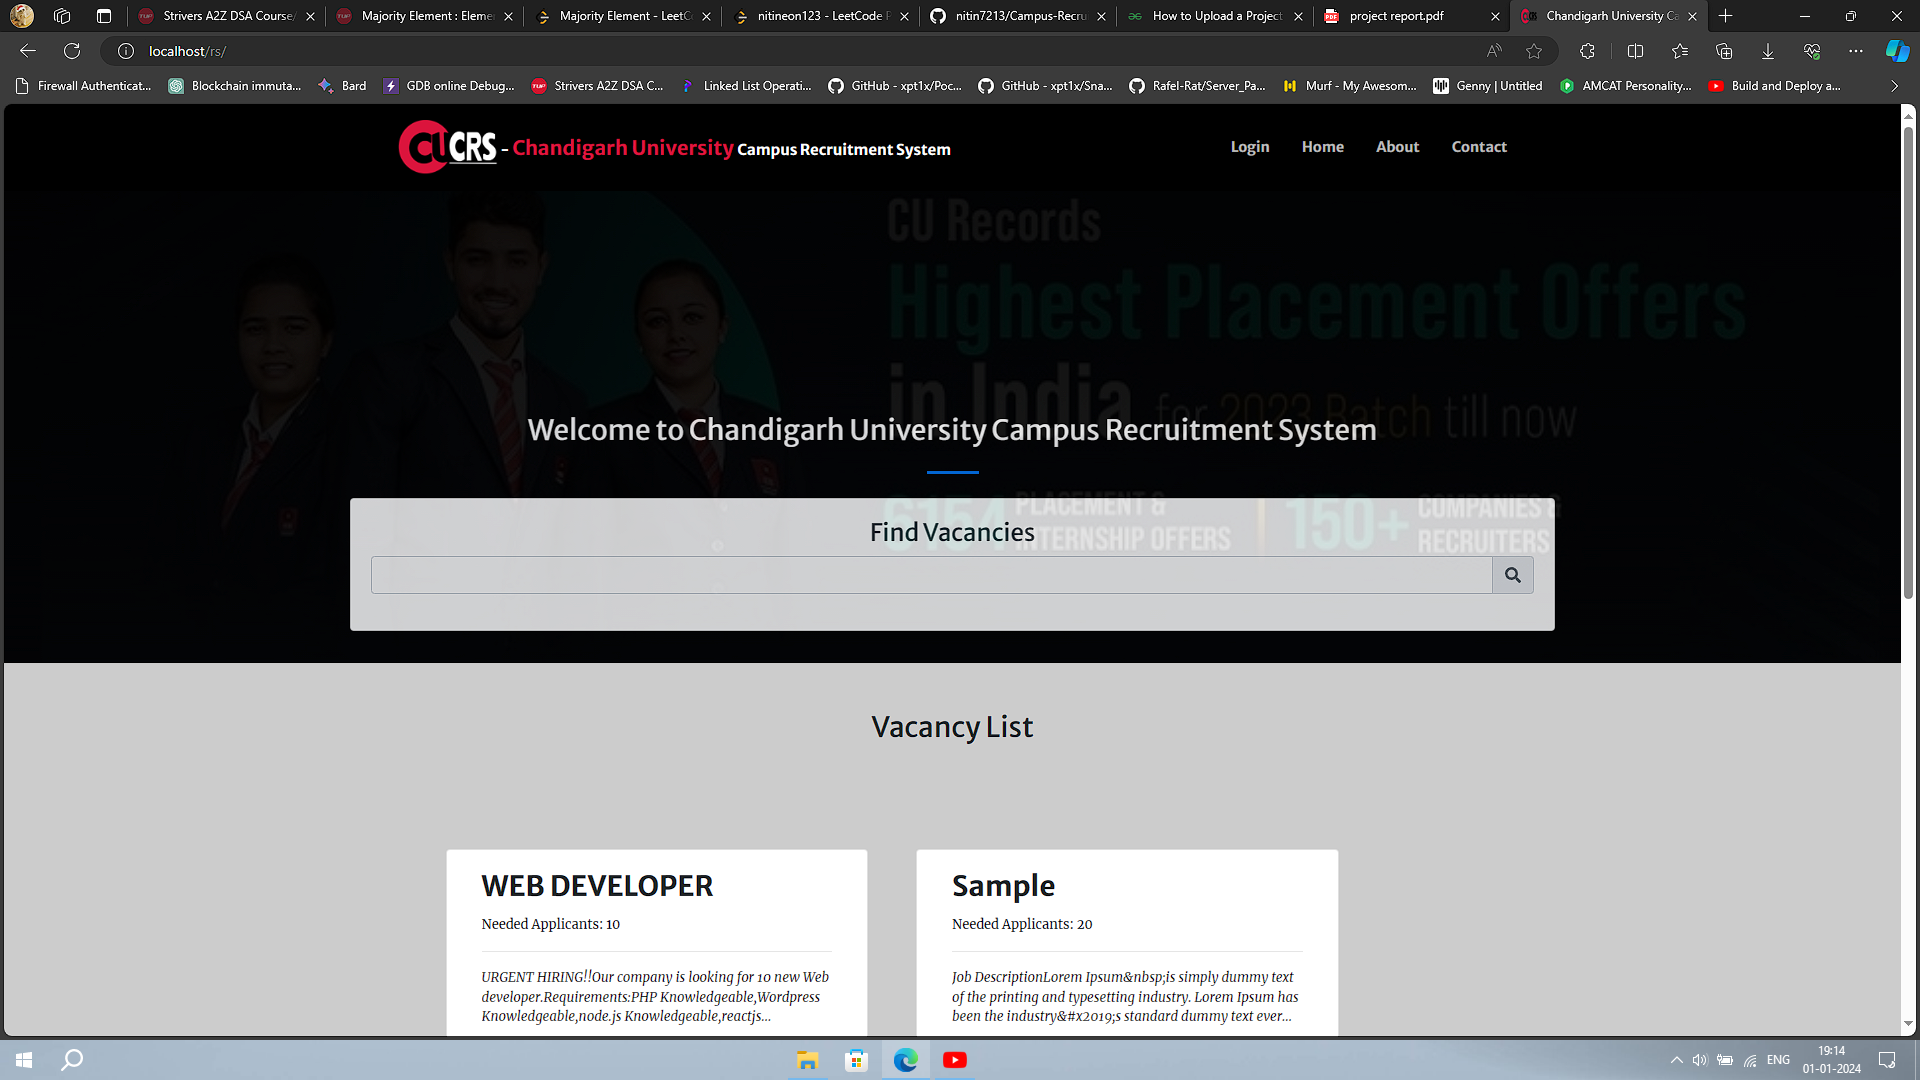 Strivers A2Z DSA Course/
Majority Element : Eleme
Majority Element - LeetC
nitineon123 - LeetCode P
nitin7213/Campus-Recru
How to Upload a Project
project report.pdf
Chandigarh University Ca
localhost/rs/
Firewall Authenticat...
Blockchain immuta...
Bard
GDB online Debug...
Strivers A2Z DSA C...
Linked List Operati...
GitHub - xpt1x/Poc...
GitHub - xpt1x/Sna...
Rafel-Rat/Server_Pa...
Murf - My Awesom...
Genny | Untitled
AMCAT Personality...
Build and Deploy a...
CU CRS - Chandigarh University Campus Recruitment System
Login
Home
About
Contact
CU Records
Highest Placement Offers
in India for 2023 Batch till now
Welcome to Chandigarh University Campus Recruitment System
6154 PLACEMENT &
INTERNSHIP OFFERS
150+ COMPANIES &
RECRUITERS
Find Vacancies
Vacancy List
WEB DEVELOPER
Needed Applicants: 10
URGENT HIRING!!Our company is looking for 10 new Web
developer.Requirements:PHP Knowledgeable,Wordpress
Knowledgeable,node.js Knowledgeable,reactjs...
Sample
Needed Applicants: 20
Job DescriptionLorem Ipsum&nbsp;is simply dummy text
of the printing and typesetting industry. Lorem Ipsum has
been the industry&#x2019;s standard dummy text ever...
ENG
19:14
01-01-2024